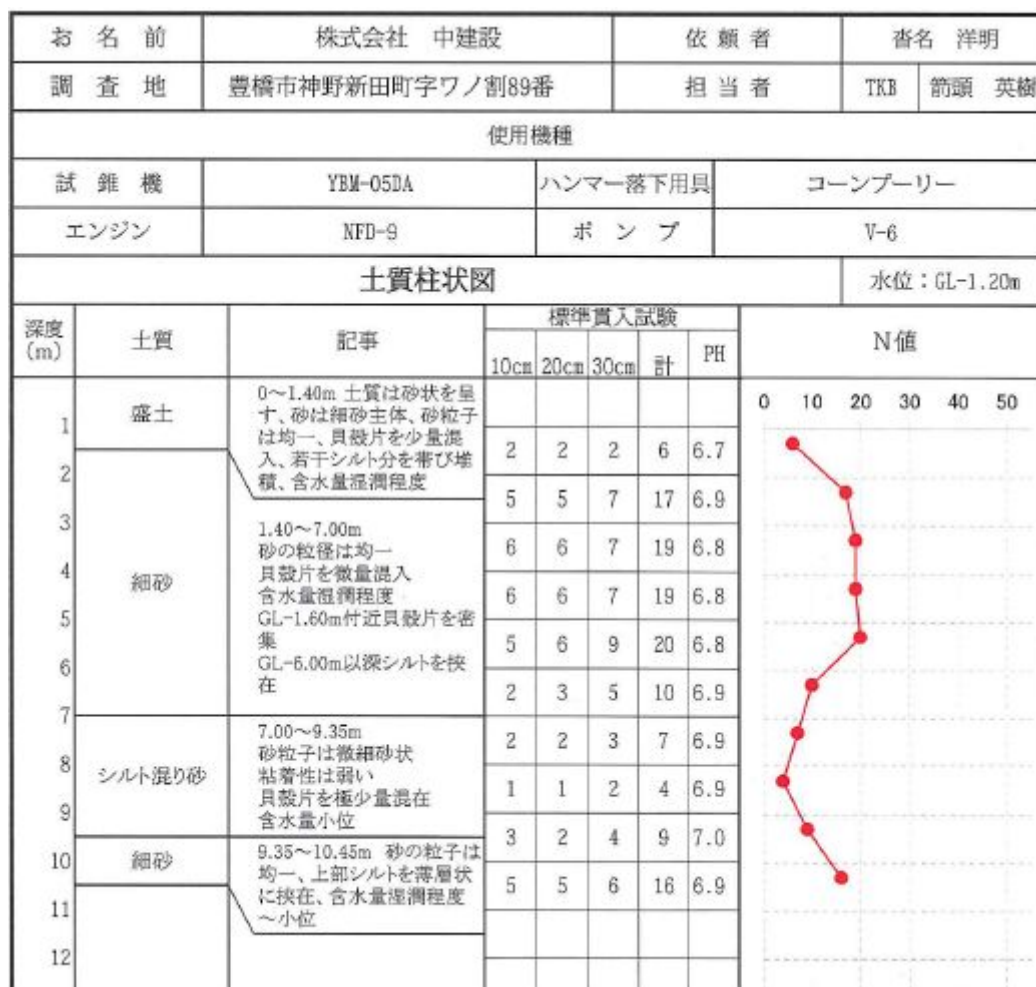 お名前 株式会社 中建設 依頼者 沓名 洋明
調査地 豊橋市神野新田町字ワノ割89番 担当者 TKB 箭頭 英樹
使用機種
試錐機 YBM-05DA ハンマー落下用具 コーンプーリー
エンジン NFD-9 ポンプ V-6
土質柱状図 水位：GL-1.20m
深度(m) 土質 記事 標準貫入試験 N値
10cm 20cm 30cm 計 PH
0 10 20 30 40 50
1 2 3 4 5 6 7 8 9 10 11 12
盛土
0～1.40m 土質は砂状を呈
す、砂は細砂主体、砂粒子
は均一、貝殻片を少量混
入、若干シルト分を帯び堆
積、含水量湿潤程度
細砂
1.40～7.00m
砂の粒径は均一
貝殻片を微量混入
含水量湿潤程度
GL-1.60m付近貝殻片を密
集
GL-6.00m以深シルトを挟
在
シルト混り砂
7.00～9.35m
砂粒子は微細砂状
粘着性は弱い
貝殻片を極少量混在
含水量小位
細砂
9.35～10.45m 砂の粒子は
均一、上部シルトを薄層状
に挟在、含水量湿潤程度
～小位
2 2 2 6 6.7
5 5 7 17 6.9
6 6 7 19 6.8
6 6 7 19 6.8
5 6 9 20 6.8
2 3 5 10 6.9
2 2 3 7 6.9
1 1 2 4 6.9
3 2 4 9 7.0
5 5 6 16 6.9